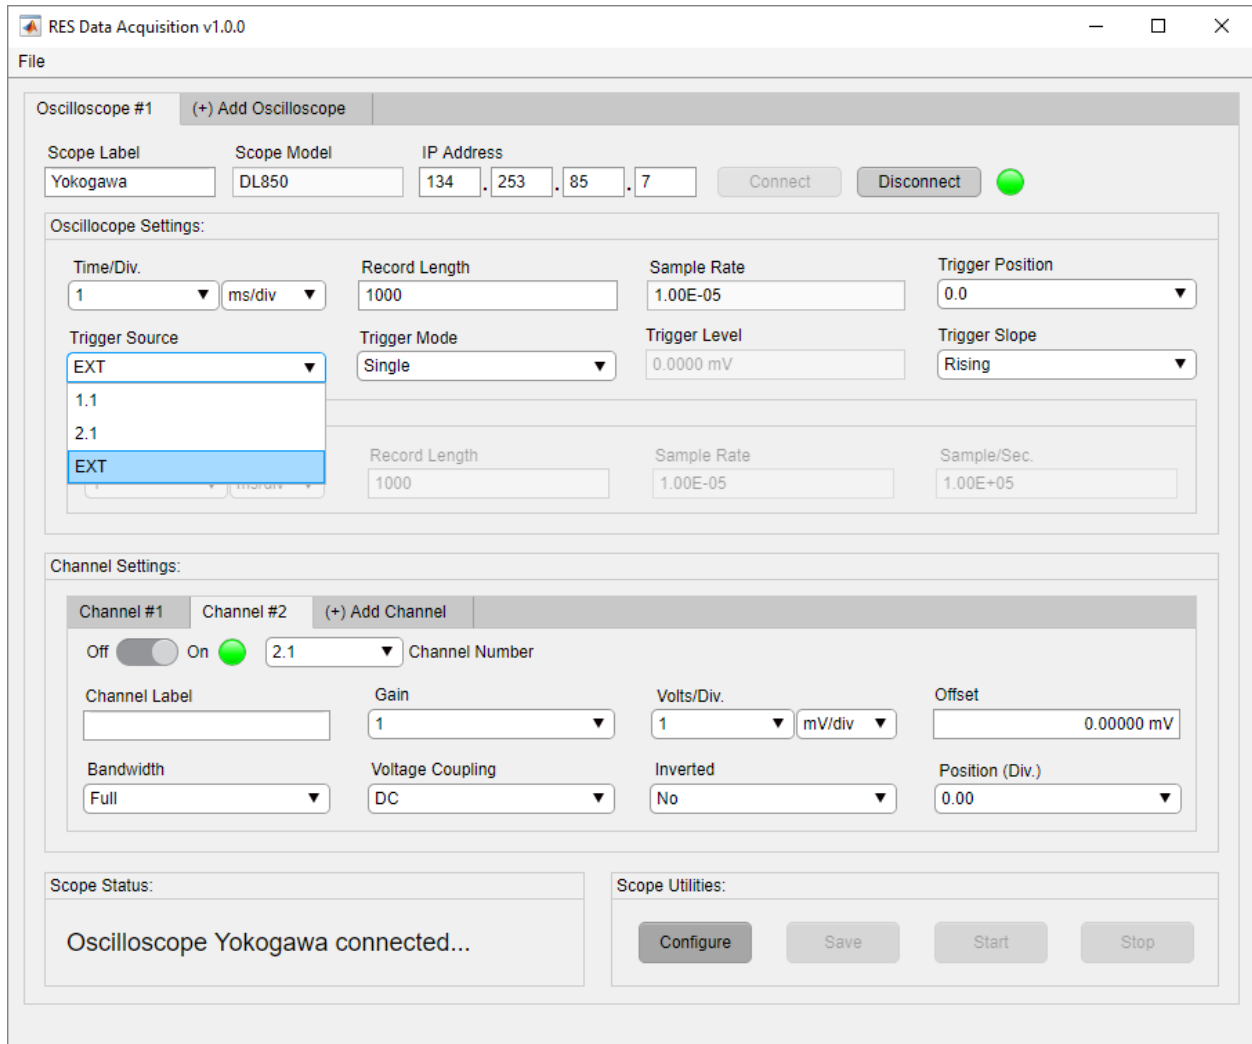 RES Data Acquisition v1.0.0
File
Oscilloscope #1 (+) Add Oscilloscope
Scope Label Scope Model IP Address
Yokogawa DL850 134 . 253 . 85 . 7 Connect Disconnect
Oscillocope Settings:
Time/Div. Record Length Sample Rate Trigger Position
1 ms/div 1000 1.00E-05 0.0
Trigger Source Trigger Mode Trigger Level Trigger Slope
EXT Single 0.0000 mV Rising
1.1
2.1
EXT
Record Length Sample Rate Sample/Sec.
1 ms/div 1000 1.00E-05 1.00E+05
Channel Settings:
Channel #1 Channel #2 (+) Add Channel
Off On 2.1 Channel Number
Channel Label Gain Volts/Div. Offset
1 1 mV/div 0.00000 mV
Bandwidth Voltage Coupling Inverted Position (Div.)
Full DC No 0.00
Scope Status: Scope Utilities:
Oscilloscope Yokogawa connected... Configure Save Start Stop